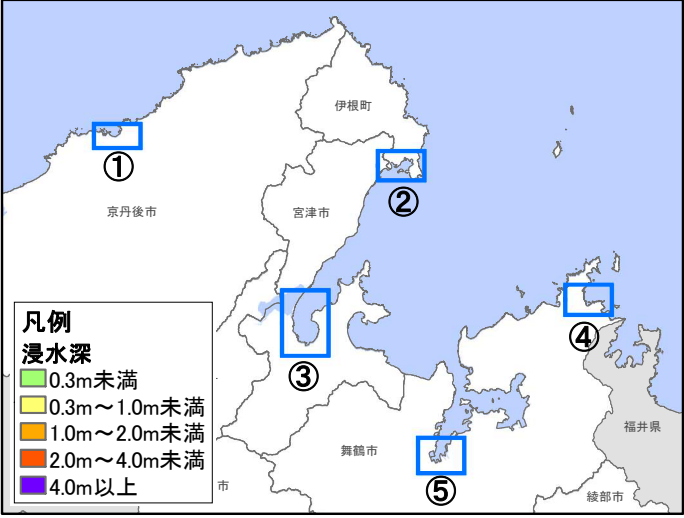 伊根町
①
②
京丹後市
宮津市
凡例
浸水深
0.3m未満
0.3m～1.0m未満
1.0m～2.0m未満
2.0m～4.0m未満
4.0m以上
③
④
福井県
舞鶴市
⑤
市
綾部市